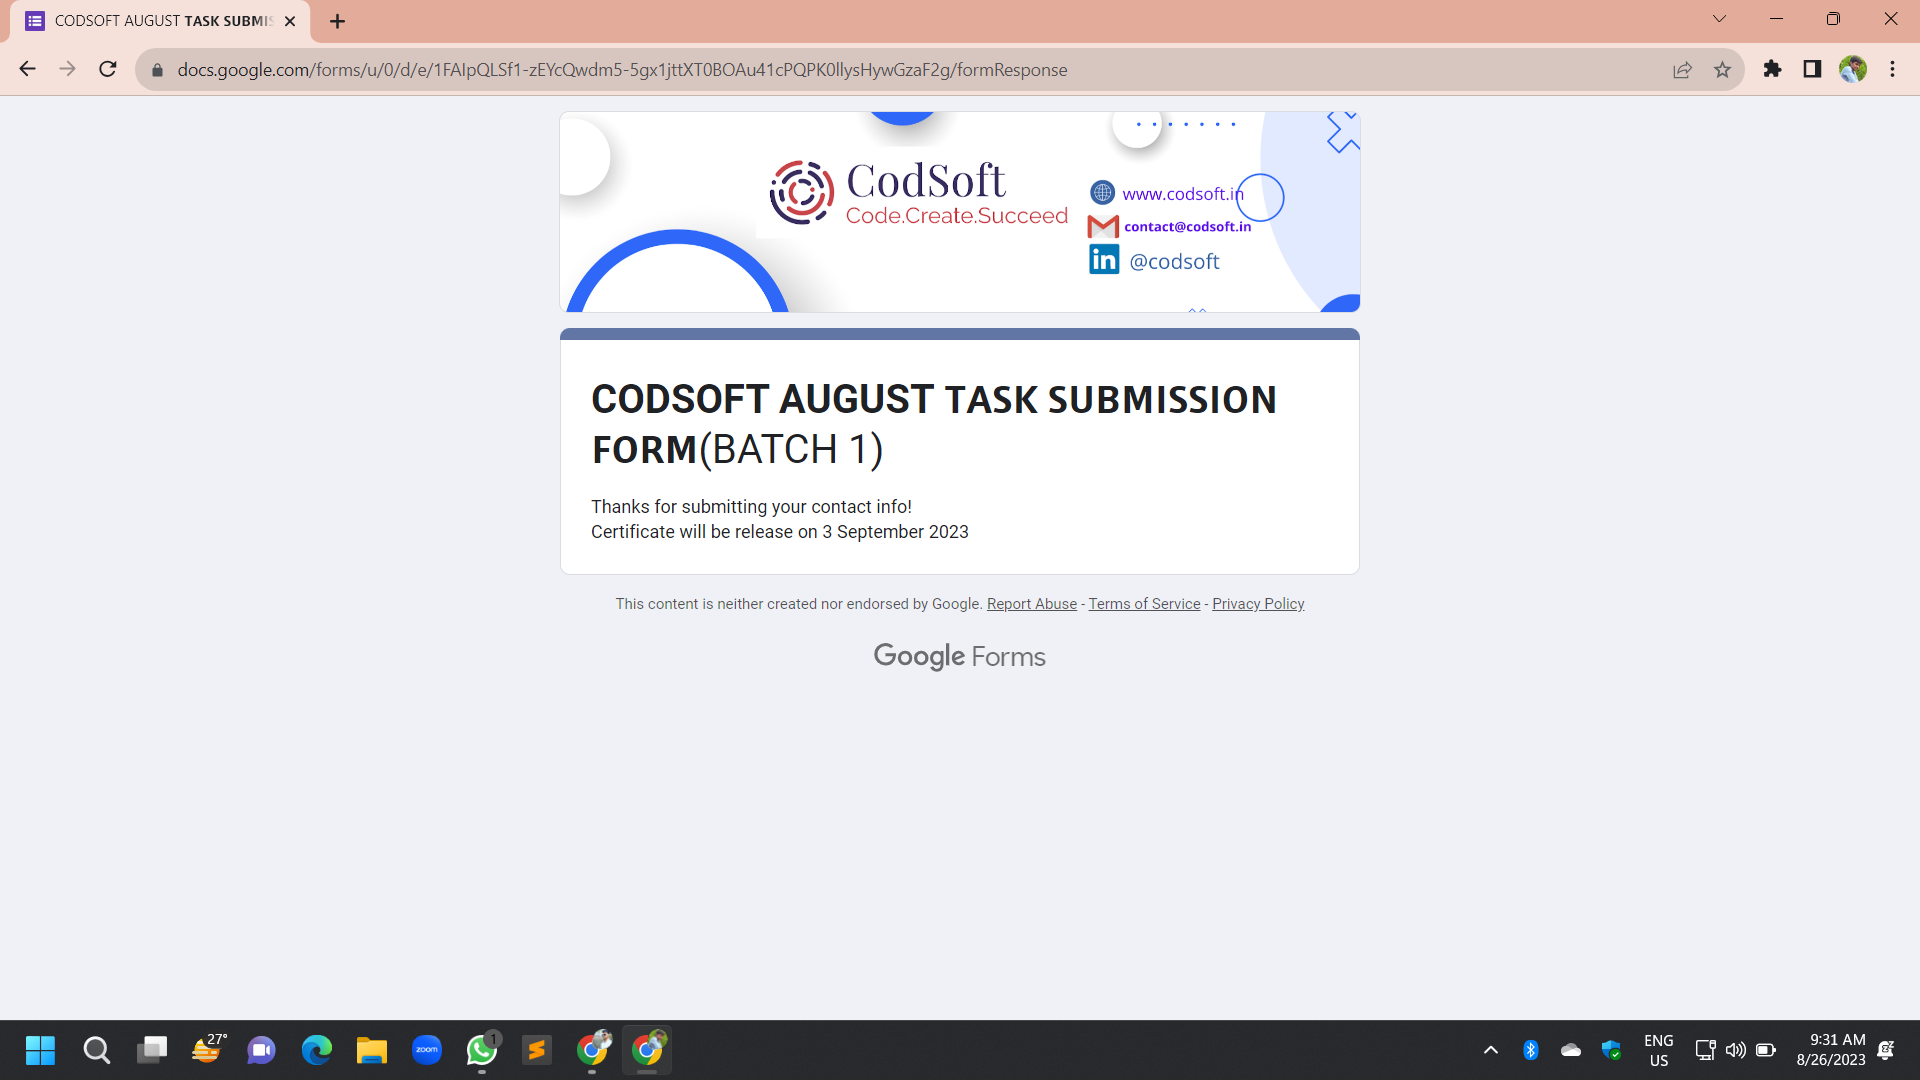 CODSOFT AUGUST TASK SUBMIS
docs.google.com/forms/u/0/d/e/1FAIpQLSf1-zEYcQwdm5-5gx1jttXT0BOAu41cPQPK0llysHywGzaF2g/formResponse
CodSoft
Code.Create.Succeed
www.codsoft.in
contact@codsoft.in
in @codsoft
CODSOFT AUGUST TASK SUBMISSION
FORM(BATCH 1)
Thanks for submitting your contact info!
Certificate will be release on 3 September 2023
This content is neither created nor endorsed by Google. Report Abuse - Terms of Service - Privacy Policy
Google Forms
27°
zoom
1
ENG
US
9:31 AM
8/26/2023